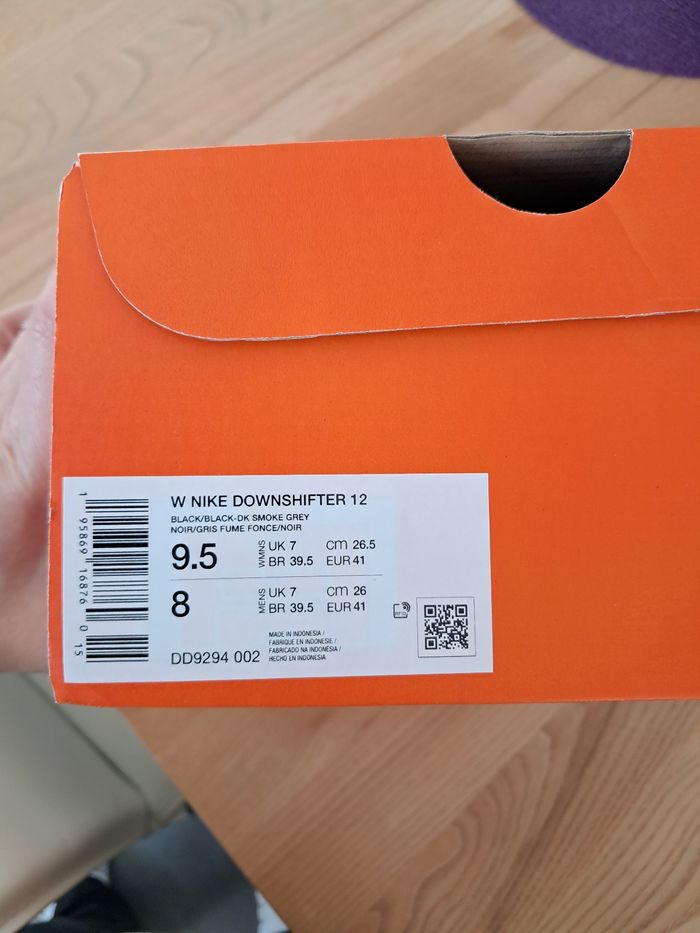 W NIKE DOWNSHIFTER 12
BLACK/BLACK-DK SMOKE GREY
NOIR/GRIS FUME FONCE/NOIR
9.5 WMNS UK 7 cm 26.5
BR 39.5 EUR 41
8 MENS UK 7 cm 26
BR 39.5 EUR 41
RFID
DD9294 002
MADE IN INDONESIA /
FABRIQUE EN INDONESIE /
FABRICADO NA INDONÉSIA /
HECHO EN INDONESIA
1 95869 16876 0 15